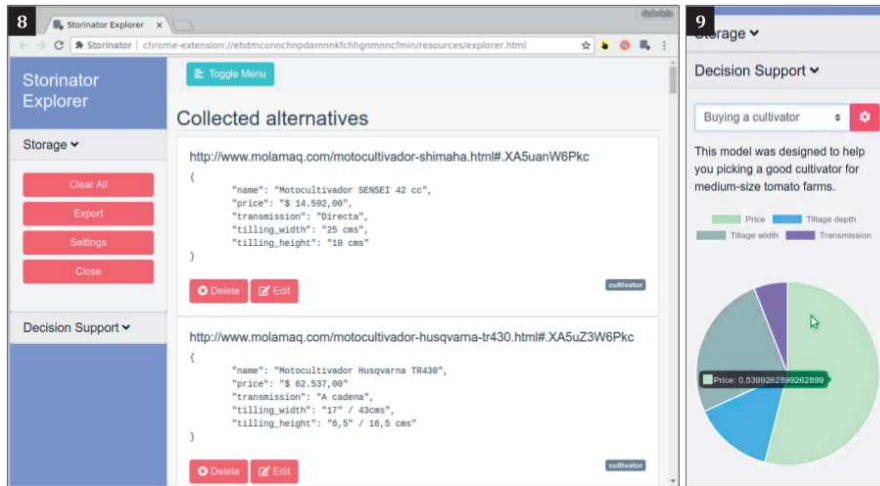 8
Storinator Explorer
Storinator
chrome-extension://ehdmconnchnpdamnnkfchhgnmnncfmin/resources/explorer.html
Storinator
Explorer
Storage
Clear All
Export
Settings
Close
Decision Support
Toggle Menu
Collected alternatives
http://www.molamaq.com/motocultivador-shimaha.html#.XA5uanW6Pkc
{
"name": "Motocultivador SENSEI 42 cc",
"price": "$ 14.592,00",
"transmission": "Directa",
"tilling_width": "25 cms",
"tilling_height": "10 cms"
}
Delete
Edit
cultivator
http://www.molamaq.com/motocultivador-husqvarna-tr430.html#.XA5uZ3W6Pkc
{
"name": "Motocultivador Husqvarna TR430",
"price": "$ 62.537,00"
"transmission": "A cadena",
"tilling_width": "17" / 43cms",
"tilling_height": "6,5" / 16,5 cms"
}
Delete
Edit
cultivator
9
Storage
Decision Support
Buying a cultivator
This model was designed to help
you picking a good cultivator for
medium-size tomato farms.
Price
Tillage depth
Tillage width
Transmission
Price: 0.5399262899262899